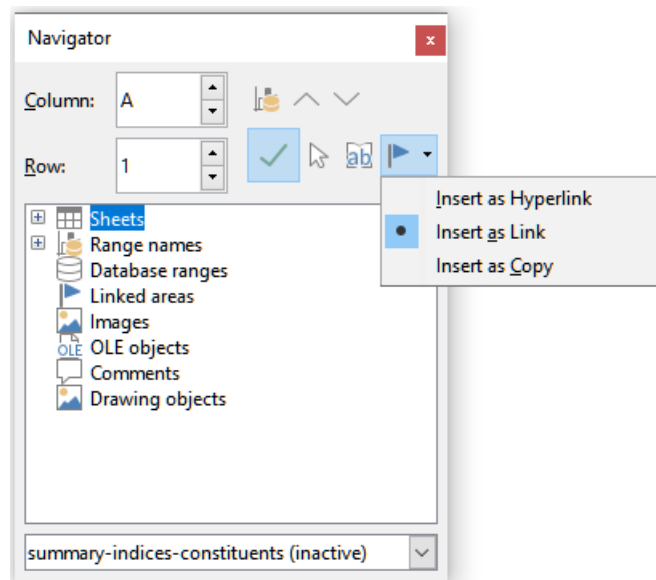 Navigator
x
Column: A
Row: 1
ab
Insert as Hyperlink
Insert as Link
Insert as Copy
Sheets
Range names
Database ranges
Linked areas
Images
OLE OLE objects
Comments
Drawing objects
summary-indices-constituents (inactive)